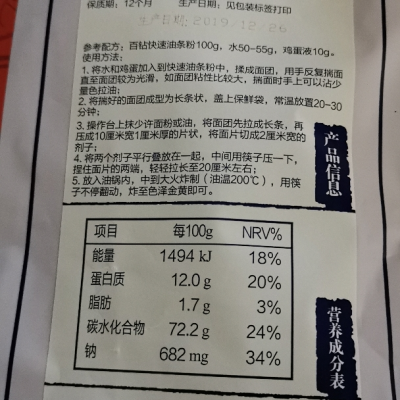 保质期：12个月 生产日期：见包装标签打印
生产日期：2019.12.26
参考配方：百钻快速油条粉100g，水50~55g，鸡蛋液10g。
使用方法：
1. 将水和鸡蛋加入到快速油条粉中，揉成面团，用手反复揣面
直至面团较为光滑，如面团粘性比较大，揣面时手上可以沾少
量色拉油；
2. 将揣好的面团成型为长条状，盖上保鲜袋，常温放置20~30
分钟；
3. 操作台上抹少许面粉或油，将面团先拉成长条，再
压成10厘米宽1厘米厚的片状，将面片切成2厘米宽的
剂子；
4. 将两个剂子平行叠放在一起，中间用筷子压一下，
捏住面片的两端，轻轻拉长至20厘米左右；
5. 放入油锅内，中到大火炸制（油温200℃），用筷
子不停翻动，炸至色泽金黄即可。
产品信息
项目 每100g NRV%
能量 1494 kJ 18%
蛋白质 12.0 g 20%
脂肪 1.7 g 3%
碳水化合物 72.2 g 24%
钠 682 mg 34%
营养成分表